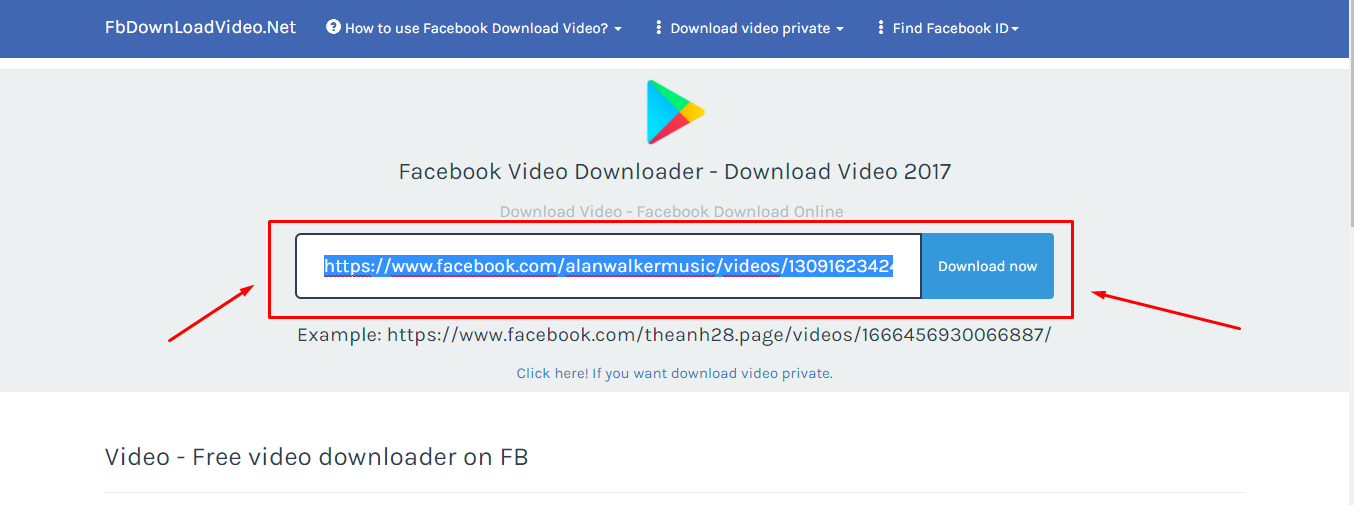 FbDownLoadVideo.Net How to use Facebook Download Video? Download video private Find Facebook ID
Facebook Video Downloader - Download Video 2017
Download Video - Facebook Download Online
https://www.facebook.com/alanwalkermusic/videos/1309162342 Download now
Example: https://www.facebook.com/theanh28.page/videos/1666456930066887/
Click here! If you want download video private.
Video - Free video downloader on FB